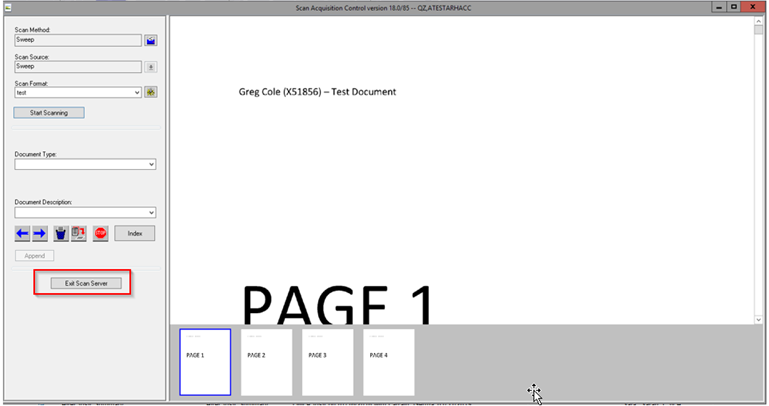 Scan Acquisition Control version 18.0/85 -- QZ,ATESTARHACC
Scan Method:
Sweep
Scan Source:
Sweep
Scan Format:
test
Start Scanning
Document Type:
Document Description:
STOP
Index
Append
Exit Scan Server
Greg Cole (X51856) – Test Document
PAGE 1
PAGE 1
PAGE 2
PAGE 3
PAGE 4